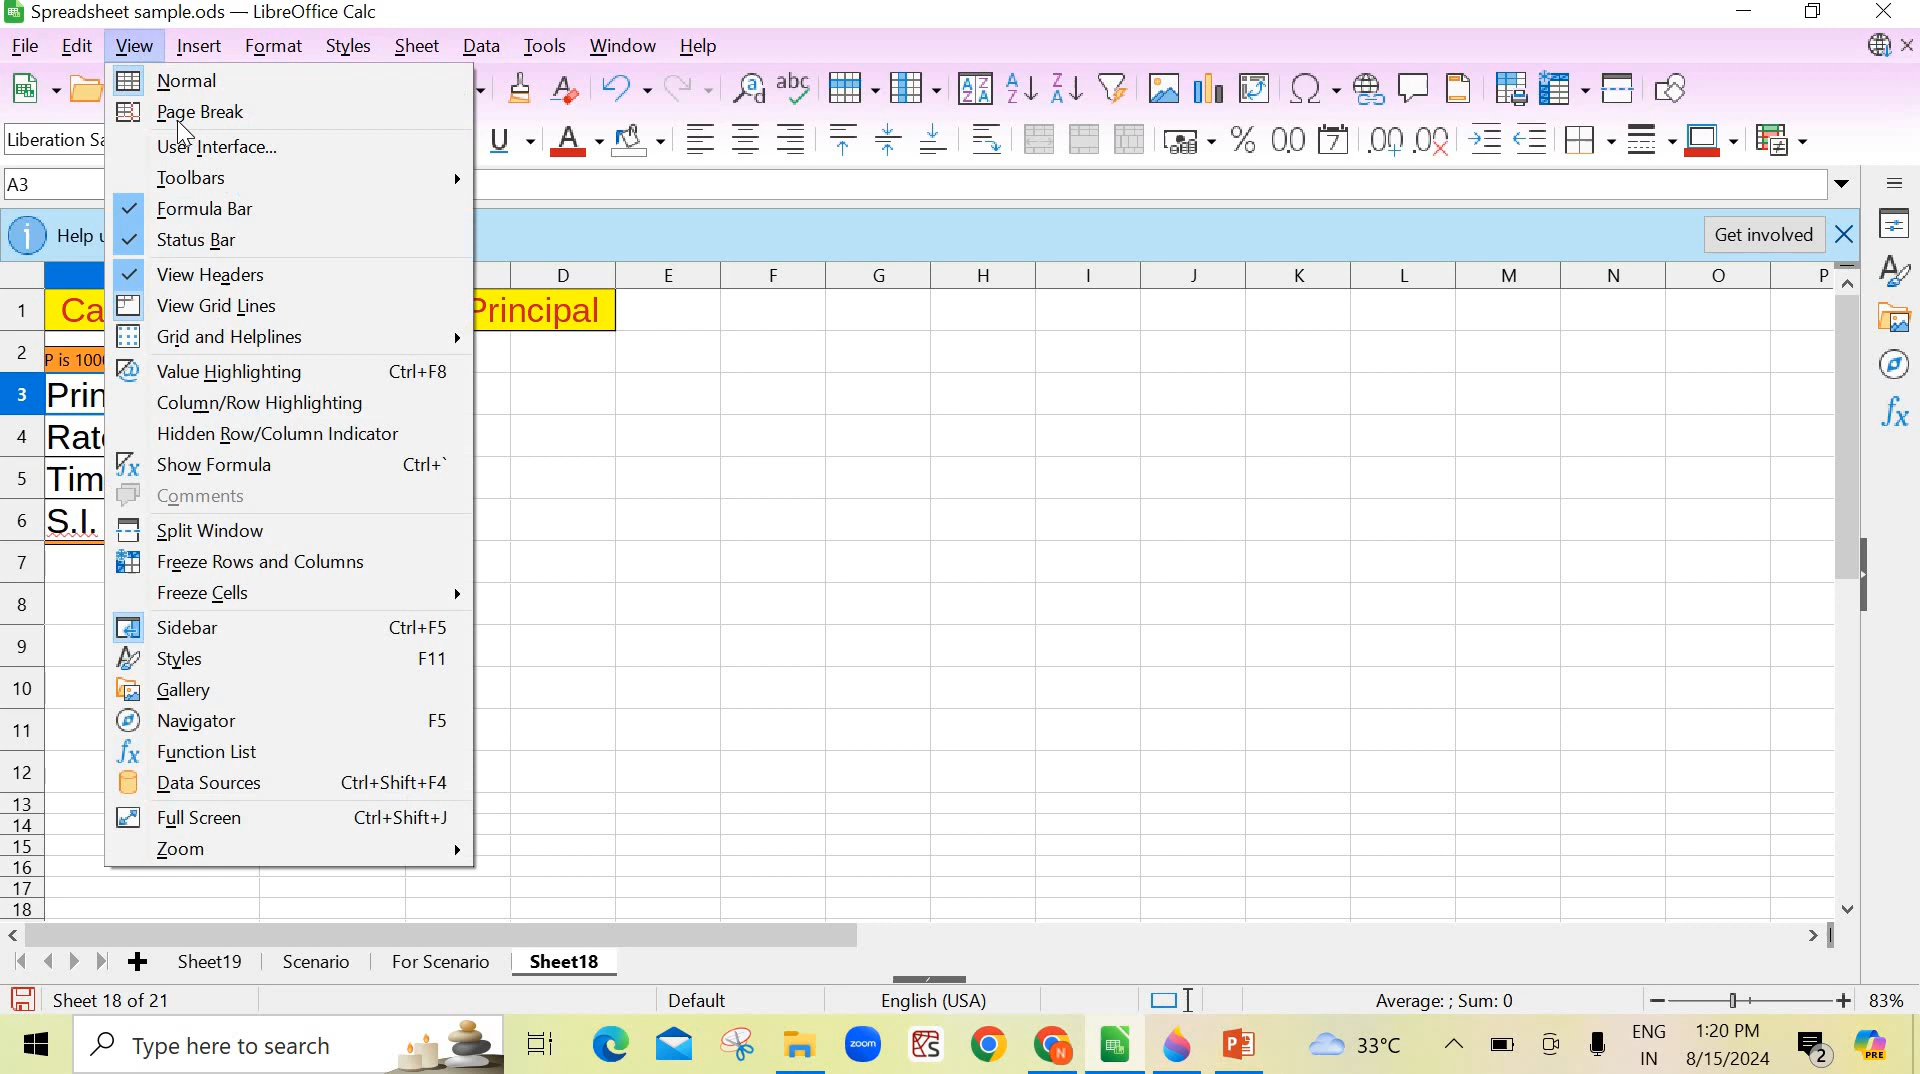 Spreadsheet sample.ods — LibreOffice Calc
File Edit View Insert Format Styles Sheet Data Tools Window Help
Normal
Page Break
Liberation Sa
User Interface...
Toolbars
A3
Formula Bar
Status Bar
Help u
Get involved
View Headers
D E F G H I J K L M N O P
View Grid Lines
1 Ca Principal
Grid and Helplines
2 P is 100
Value Highlighting Ctrl+F8
3 Prin
Column/Row Highlighting
4 Rat
Hidden Row/Column Indicator
Show Formula Ctrl+`
5 Tim
Comments
6 S.I.
Split Window
7
Freeze Rows and Columns
8
Freeze Cells
Sidebar Ctrl+F5
9
Styles F11
10
Gallery
11
Navigator F5
Function List
12
Data Sources Ctrl+Shift+F4
13
Full Screen Ctrl+Shift+J
14
15
Zoom
16
17
18
Sheet19 Scenario For Scenario Sheet18
Sheet 18 of 21 Default English (USA) Average: ; Sum: 0 83%
Type here to search
zoom
33°C
ENG
IN
1:20 PM
8/15/2024
2
PRE